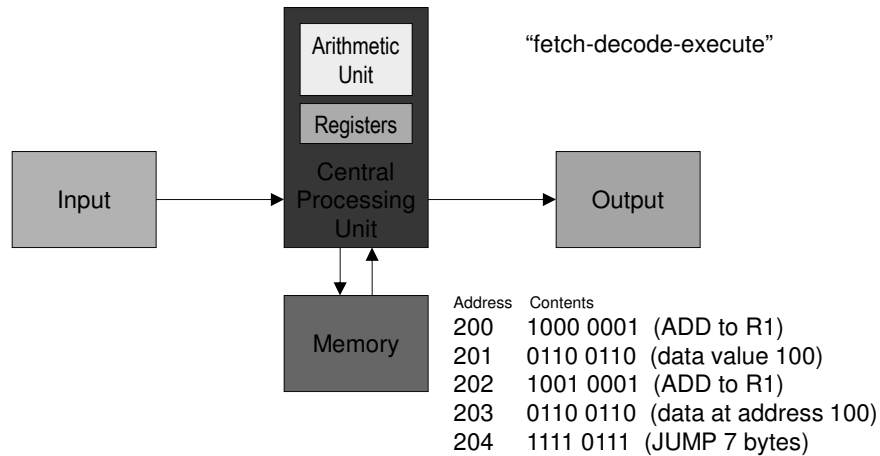 Arithmetic
Unit
Registers
Central
Processing
Unit
“fetch-decode-execute”
Input
Output
Memory
Address Contents
200 1000 0001 (ADD to R1)
201 0110 0110 (data value 100)
202 1001 0001 (ADD to R1)
203 0110 0110 (data at address 100)
204 1111 0111 (JUMP 7 bytes)